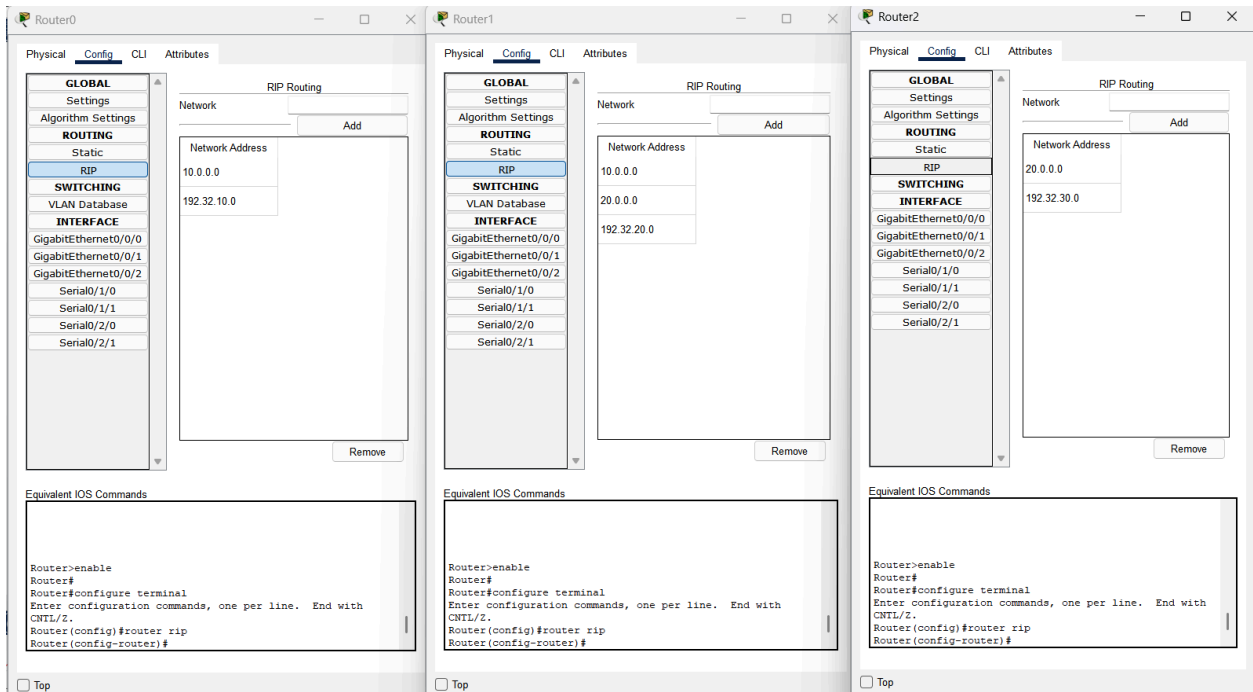 Router0
Physical Config CLI Attributes
GLOBAL
Settings
Algorithm Settings
ROUTING
Static
RIP
SWITCHING
VLAN Database
INTERFACE
GigabitEthernet0/0/0
GigabitEthernet0/0/1
GigabitEthernet0/0/2
Serial0/1/0
Serial0/1/1
Serial0/2/0
Serial0/2/1
RIP Routing
Network
Add
Network Address
10.0.0.0
192.32.10.0
Remove
Equivalent IOS Commands
Router>enable
Router#
Router#configure terminal
Enter configuration commands, one per line. End with
CNTL/Z.
Router(config)#router rip
Router(config-router)#
Top
Router1
Physical Config CLI Attributes
GLOBAL
Settings
Algorithm Settings
ROUTING
Static
RIP
SWITCHING
VLAN Database
INTERFACE
GigabitEthernet0/0/0
GigabitEthernet0/0/1
GigabitEthernet0/0/2
Serial0/1/0
Serial0/1/1
Serial0/2/0
Serial0/2/1
RIP Routing
Network
Add
Network Address
10.0.0.0
20.0.0.0
192.32.20.0
Remove
Equivalent IOS Commands
Router>enable
Router#
Router#configure terminal
Enter configuration commands, one per line. End with
CNTL/Z.
Router(config)#router rip
Router(config-router)#
Top
Router2
Physical Config CLI Attributes
GLOBAL
Settings
Algorithm Settings
ROUTING
Static
RIP
SWITCHING
VLAN Database
INTERFACE
GigabitEthernet0/0/0
GigabitEthernet0/0/1
GigabitEthernet0/0/2
Serial0/1/0
Serial0/1/1
Serial0/2/0
Serial0/2/1
RIP Routing
Network
Add
Network Address
20.0.0.0
192.32.30.0
Remove
Equivalent IOS Commands
Router>enable
Router#
Router#configure terminal
Enter configuration commands, one per line. End with
CNTL/Z.
Router(config)#router rip
Router(config-router)#
Top